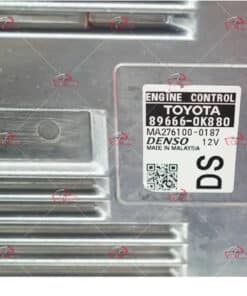 ENGINE CONTROL
TOYOTA
89666-0K880
MA276100-0187
DENSO 12V
MADE IN MALAYSIA
DS